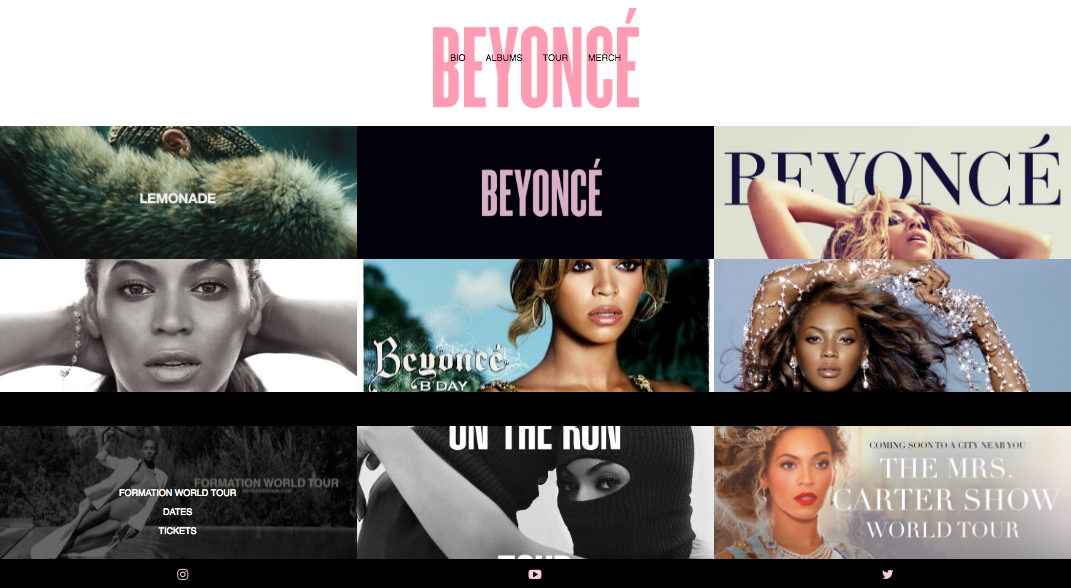 BEYONCÉ
BIO ALBUMS TOUR MERCH
LEMONADE
BEYONCÉ
BEYONCÉ
Beyoncé
B'DAY
FORMATION WORLD TOUR
FORMATION WORLD TOUR
DATES
TICKETS
ON THE RUN
TOUR
COMING SOON TO A CITY NEAR YOU
THE MRS.
CARTER SHOW
WORLD TOUR